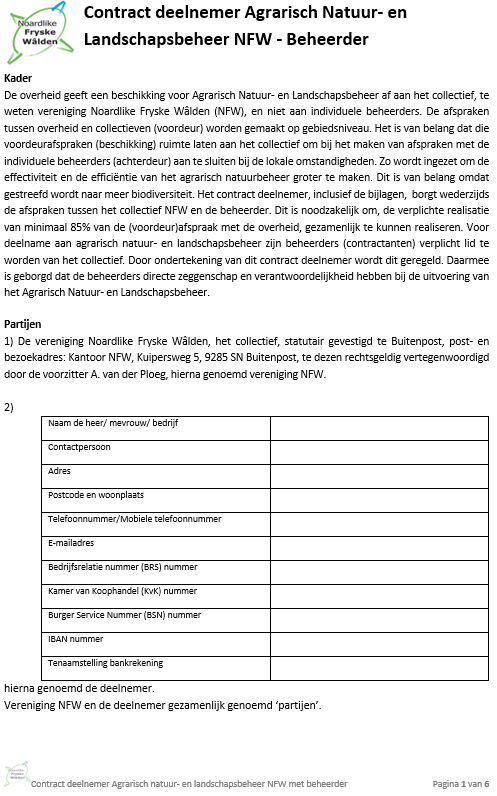 Noardlike
Fryske
Wâlden
Contract deelnemer Agrarisch Natuur- en
Landschapsbeheer NFW - Beheerder
Kader
De overheid geeft een beschikking voor Agrarisch Natuur- en Landschapsbeheer af aan het collectief, te
weten vereniging Noardlike Fryske Wâlden (NFW), en niet aan individuele beheerders. De afspraken
tussen overheid en collectieven (voordeur) worden gemaakt op gebiedsniveau. Het is van belang dat die
voordeurafspraken (beschikking) ruimte laten aan het collectief om bij het maken van afspraken met de
individuele beheerders (achterdeur) aan te sluiten bij de lokale omstandigheden. Zo wordt ingezet om de
effectiviteit en de efficiëntie van het agrarisch natuurbeheer groter te maken. Dit is van belang omdat
gestreefd wordt naar meer biodiversiteit. Het contract deelnemer, inclusief de bijlagen, borgt wederzijds
de afspraken tussen het collectief NFW en de beheerder. Dit is noodzakelijk om, de verplichte realisatie
van minimaal 85% van de (voordeur)afspraak met de overheid, gezamenlijk te kunnen realiseren. Voor
deelname aan agrarisch natuur- en landschapsbeheer zijn beheerders (contractanten) verplicht lid te
worden van het collectief. Door ondertekening van dit contract deelnemer wordt dit geregeld. Daarmee
is geborgd dat de beheerders directe zeggenschap en verantwoordelijkheid hebben bij de uitvoering van
het Agrarisch Natuur- en Landschapsbeheer.
Partijen
1) De vereniging Noardlike Fryske Wâlden, het collectief, statutair gevestigd te Buitenpost, post- en
bezoekadres: Kantoor NFW, Kuipersweg 5, 9285 SN Buitenpost, te dezen rechtsgeldig vertegenwoordigd
door de voorzitter A. van der Ploeg, hierna genoemd vereniging NFW.
2)
Naam de heer/ mevrouw/ bedrijf
Contactpersoon
Adres
Postcode en woonplaats
Telefoonnummer/Mobiele telefoonnummer
E-mailadres
Bedrijfsrelatie nummer (BRS) nummer
Kamer van Koophandel (KvK) nummer
Burger Service Nummer (BSN) nummer
IBAN nummer
Tenaamstelling bankrekening
hierna genoemd de deelnemer.
Vereniging NFW en de deelnemer gezamenlijk genoemd ‘partijen’.
Noardlike
Fryske
Wâlden
Contract deelnemer Agrarisch natuur- en landschapsbeheer NFW met beheerder
Pagina 1 van 6